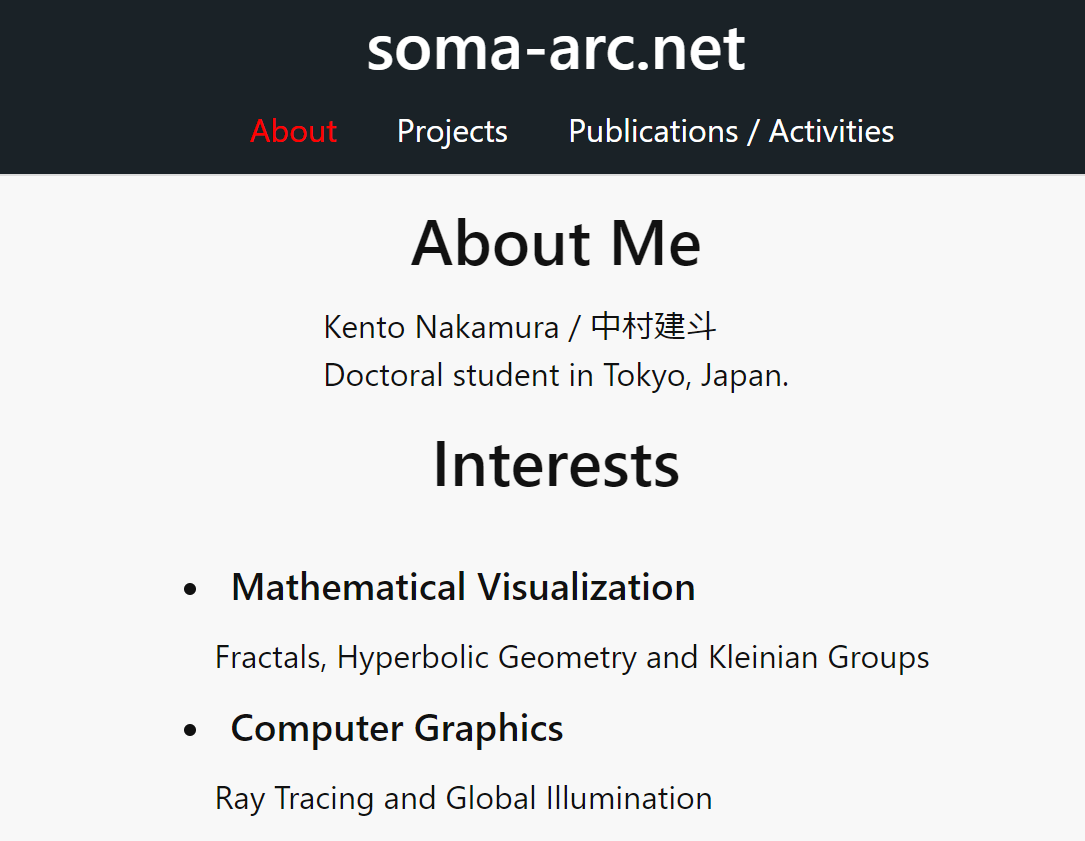 soma-arc.net
About Projects Publications / Activities
About Me
Kento Nakamura / 中村建斗
Doctoral student in Tokyo, Japan.
Interests
• Mathematical Visualization
Fractals, Hyperbolic Geometry and Kleinian Groups
• Computer Graphics
Ray Tracing and Global Illumination